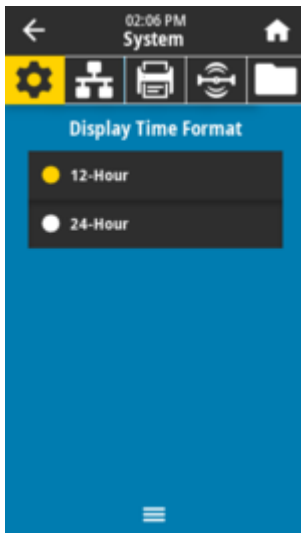 02:06 PM
System
Display Time Format
12-Hour
24-Hour